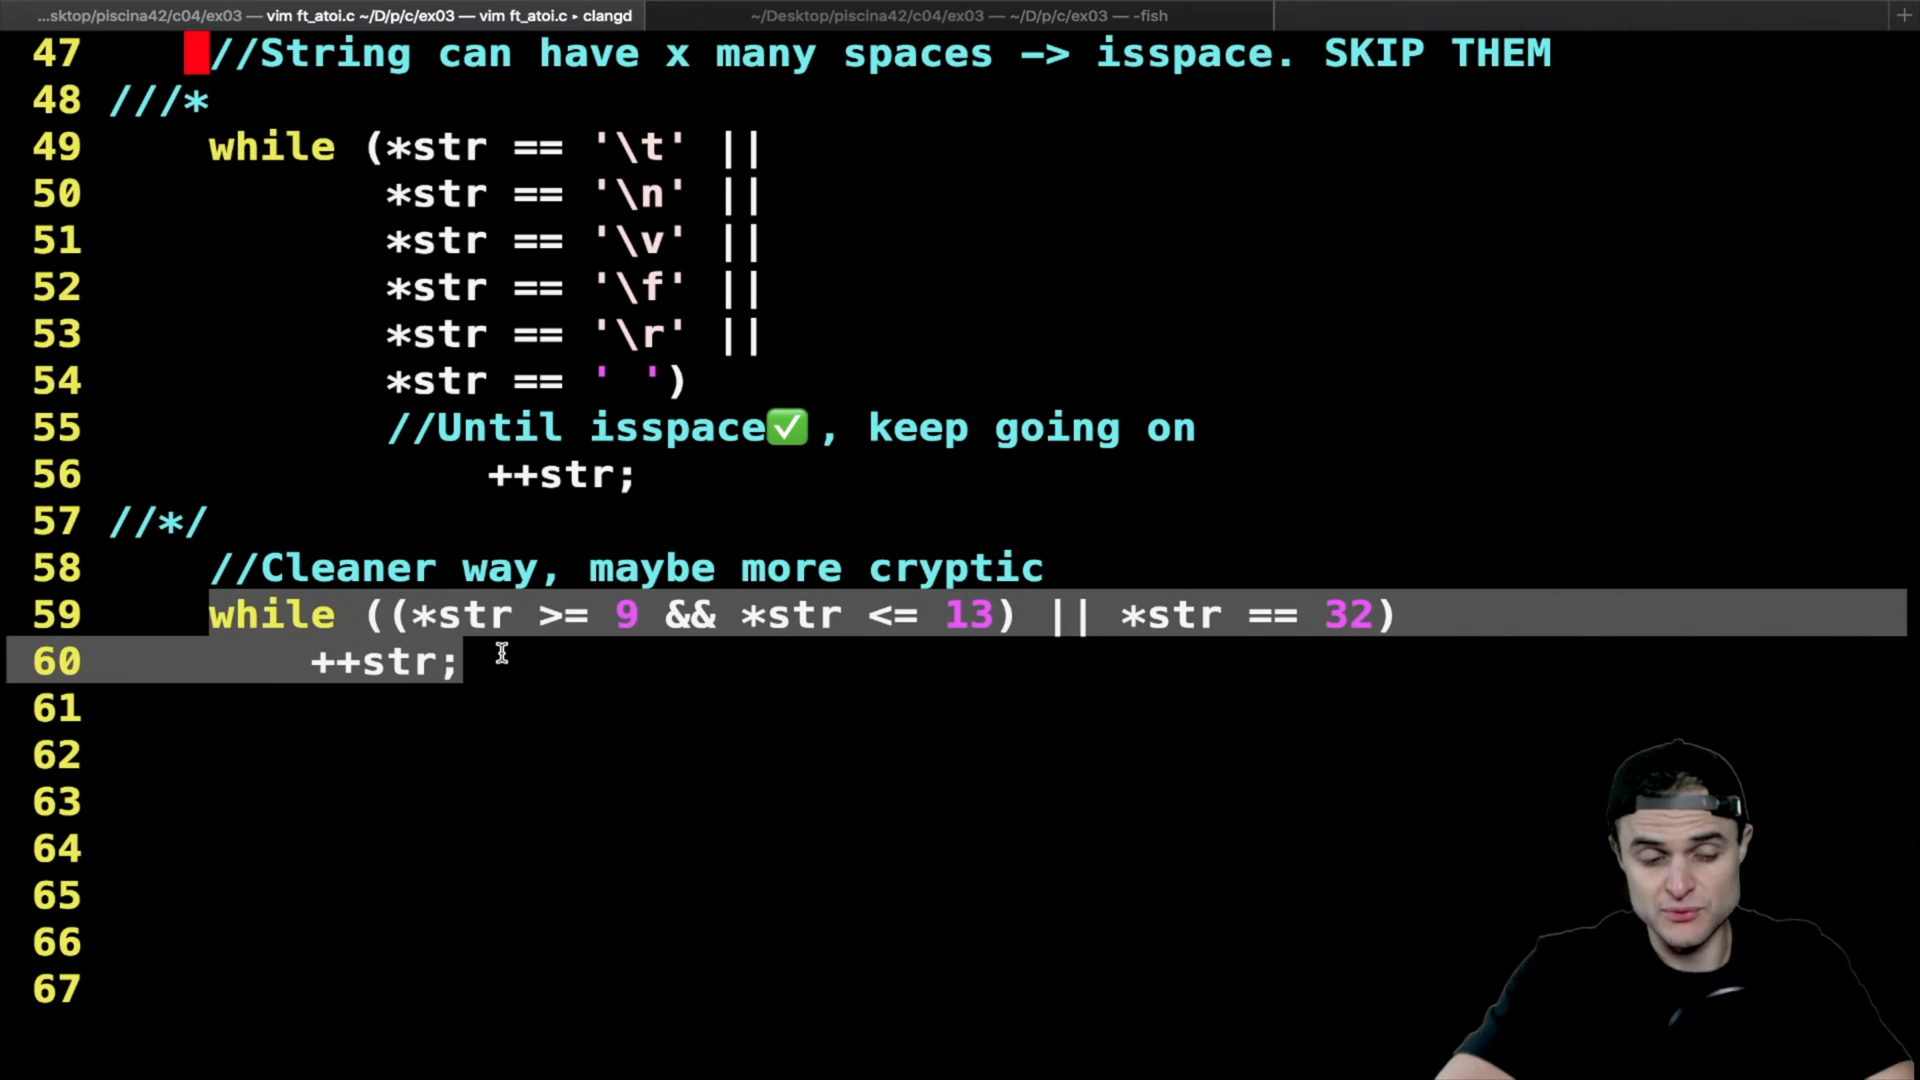 ...sktop/piscina42/c04/ex03 — vim ft_atoi.c ~/D/p/c/ex03 — vim ft_atoi.c ▸ clangd
~/Desktop/piscina42/c04/ex03 — ~/D/p/c/ex03 — -fish
+
47 //String can have x many spaces —> isspace. SKIP THEM
48 ///*
49 while (*str == '\t' ||
50 *str == '\n' ||
51 *str == '\v' ||
52 *str == '\f' ||
53 *str == '\r' ||
54 *str == ' ')
55 //Until isspace✅, keep going on
56 ++str;
57 //*/
58 //Cleaner way, maybe more cryptic
59 while ((*str >= 9 && *str <= 13) || *str == 32)
60 ++str;
61
62
63
64
65
66
67